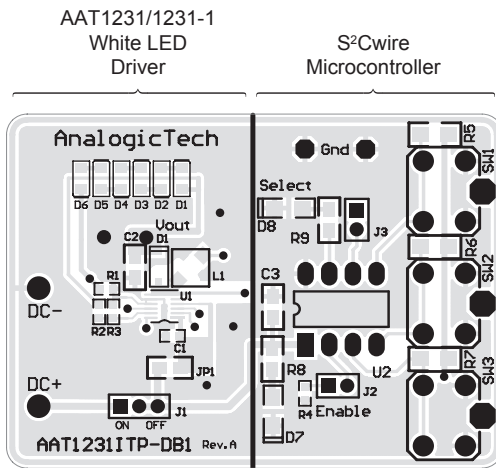 AAT1231/1231-1
White LED
Driver
S²Cwire
Microcontroller
AnalogicTech
Gnd
R5
SW1
D6 D5 D4 D3 D2 D1
Select
D8
R9
J3
Vout
C2
D1
L1
U1
R1
R6
SW2
C3
DC-
R2 R3
C1
JP1
R8
U2
R7
SW3
DC+
J1
ON OFF
J2
R4
Enable
D7
AAT1231ITP-DB1 Rev.A